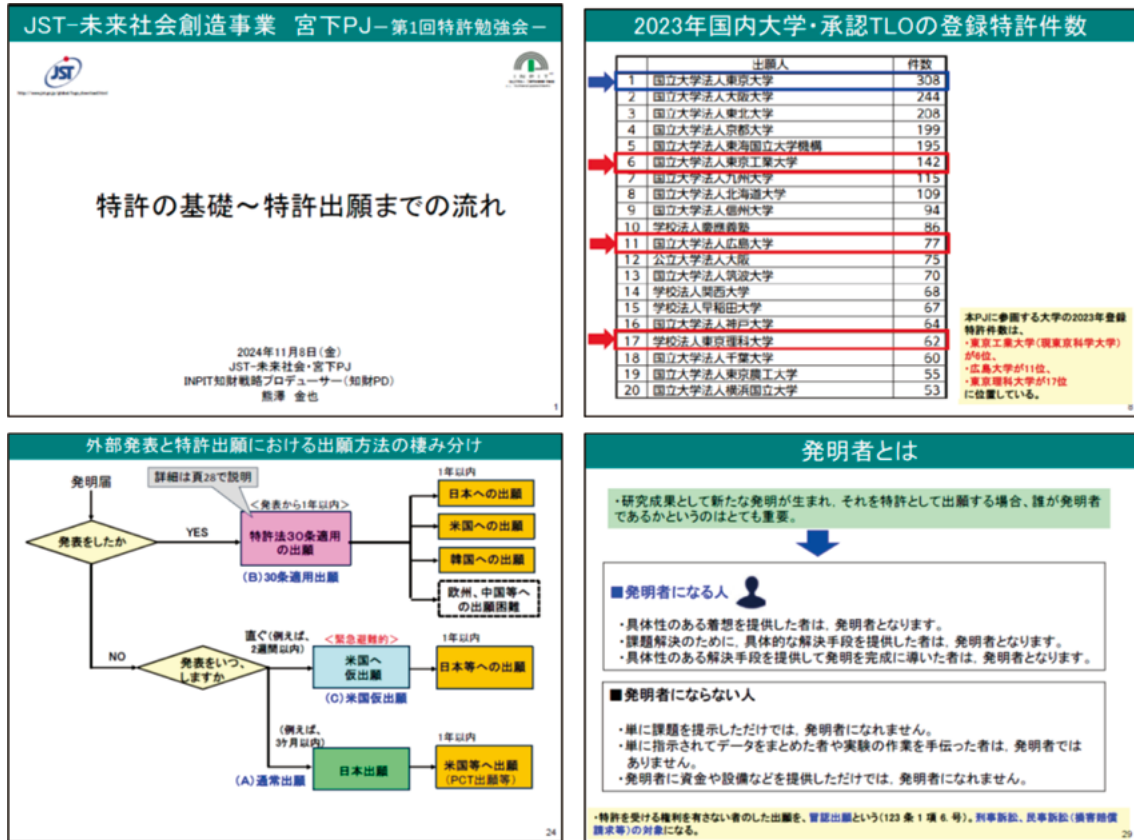 JST-未来社会創造事業 宮下PJ－第1回特許勉強会－
JST
INPIT
特許の基礎～特許出願までの流れ
2024年11月8日(金)
JST-未来社会・宮下PJ
INPIT知財戦略プロデューサー(知財PD)
熊澤 金也
1
2023年国内大学・承認TLOの登録特許件数
出願人 件数
1 国立大学法人東京大学 308
2 国立大学法人大阪大学 244
3 国立大学法人東北大学 208
4 国立大学法人京都大学 199
5 国立大学法人東海国立大学機構 195
6 国立大学法人東京工業大学 142
7 国立大学法人九州大学 115
8 国立大学法人北海道大学 109
9 国立大学法人信州大学 94
10 学校法人慶應義塾 86
11 国立大学法人広島大学 77
12 公立大学法人大阪 75
13 国立大学法人筑波大学 70
14 学校法人関西大学 68
15 学校法人早稲田大学 67
16 国立大学法人神戸大学 64
17 学校法人東京理科大学 62
18 国立大学法人千葉大学 60
19 国立大学法人東京農工大学 55
20 国立大学法人横浜国立大学 53
本PJに参画する大学の2023年登録
特許件数は、
・東京工業大学(現東京科学大学)
が6位、
・広島大学が11位、
・東京理科大学が17位
に位置している。
外部発表と特許出願における出願方法の棲み分け
発明届
詳細は頁28で説明
＜発表から1年以内＞
発表をしたか
YES
特許法30条適用
の出願
(B)30条適用出願
1年以内
日本への出願
米国への出願
韓国への出願
欧州、中国等へ
の出願困難
NO
発表をいつ、
しますか
直ぐ(例えば、
2週間以内)
＜緊急避難的＞
米国へ
仮出願
(C)米国仮出願
1年以内
日本等への出願
(例えば、
3ケ月以内)
(A)通常出願
日本出願
1年以内
米国等へ出願
(PCT出願等)
24
発明者とは
・研究成果として新たな発明が生まれ，それを特許として出願する場合、誰が発明者
であるかというのはとても重要。
■発明者になる人
・具体性のある着想を提供した者は，発明者となります。
・課題解決のために，具体的な解決手段を提供した者は，発明者となります。
・具体性のある解決手段を提供して発明を完成に導いた者は，発明者となります。
■発明者にならない人
・単に課題を提示しただけでは，発明者になれません。
・単に指示されてデータをまとめた者や実験の作業を手伝った者は，発明者では
ありません。
・発明者に資金や設備などを提供しただけでは，発明者になれません。
・特許を受ける権利を有さない者のした出願を、冒認出願という(123 条 1 項 6. 号)。刑事訴訟、民事訴訟(損害賠償
請求等)の対象になる。
29